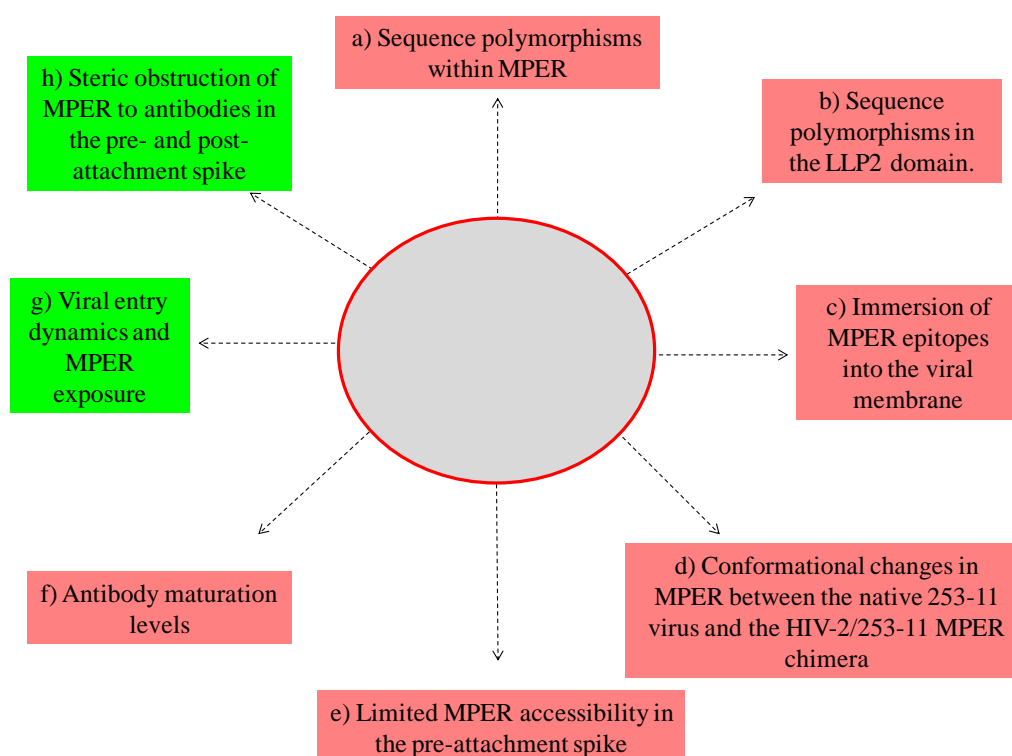 a) Sequence polymorphisms
within MPER
b) Sequence
polymorphisms in
the LLP2 domain.
c) Immersion of
MPER epitopes
into the viral
membrane
d) Conformational changes in
MPER between the native 253-11
virus and the HIV-2/253-11 MPER
chimera
e) Limited MPER accessibility in
the pre-attachment spike
f) Antibody maturation
levels
g) Viral entry
dynamics and
MPER
exposure
h) Steric obstruction of
MPER to antibodies in
the pre- and post-
attachment spike